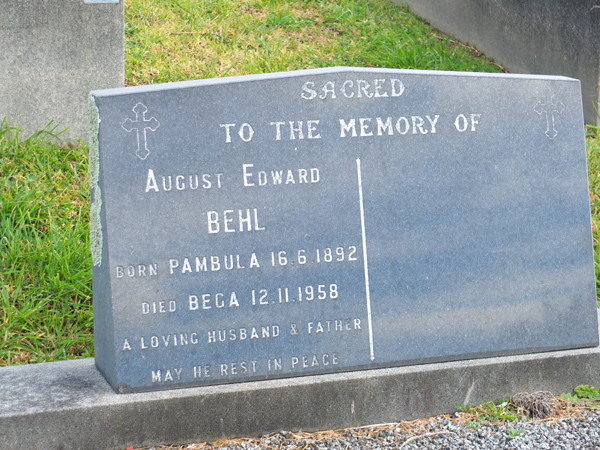 SACRED
TO THE MEMORY OF
AUGUST EDWARD
BEHL
BORN PAMBULA 16.6.1892
DIED BEGA 12.11.1958
A LOVING HUSBAND & FATHER
MAY HE REST IN PEACE